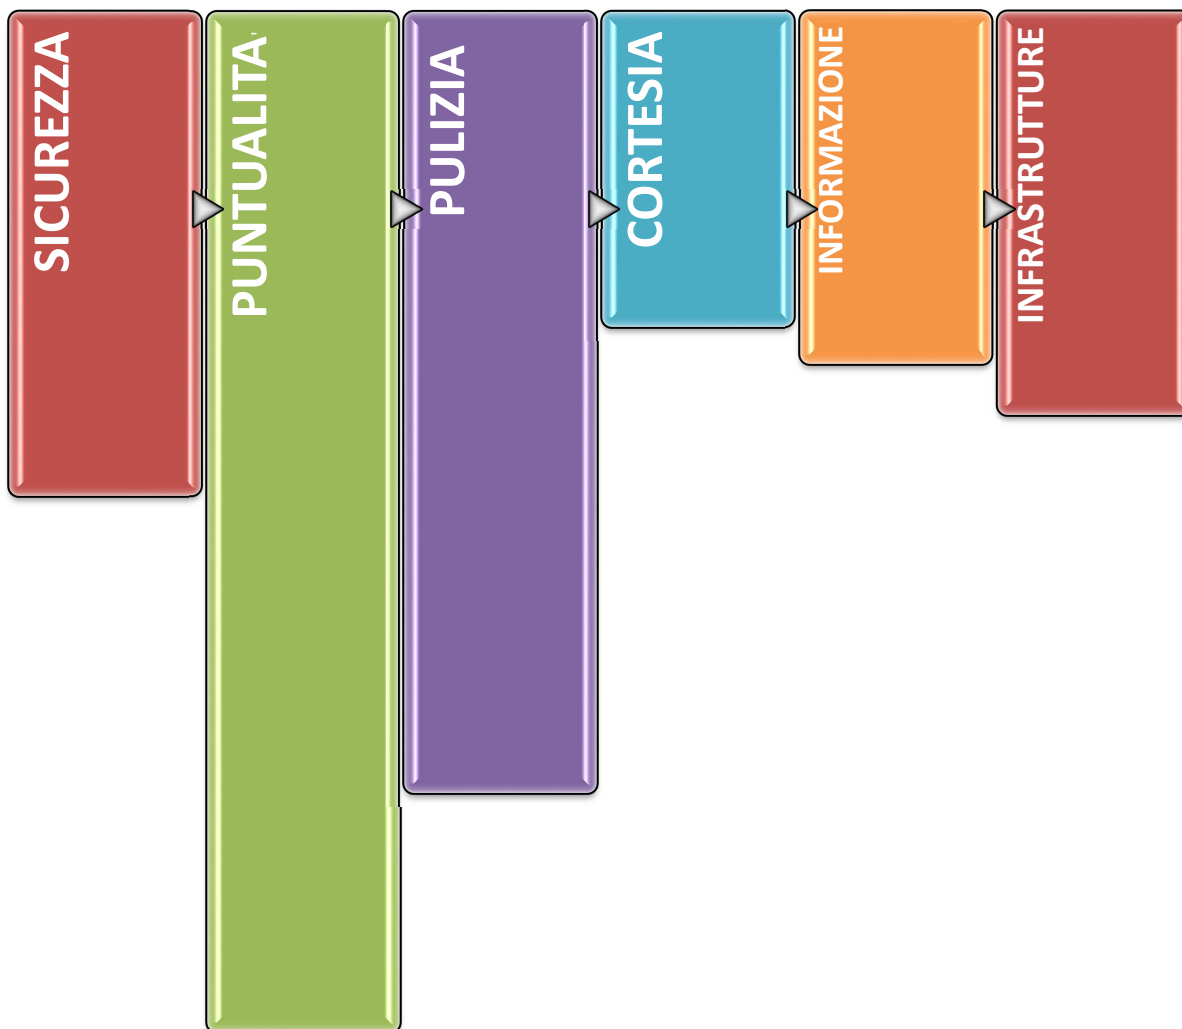 SICUREZZA
PUNTUALITA'
PULIZIA
CORTESIA
INFORMAZIONE
INFRASTRUTTURE